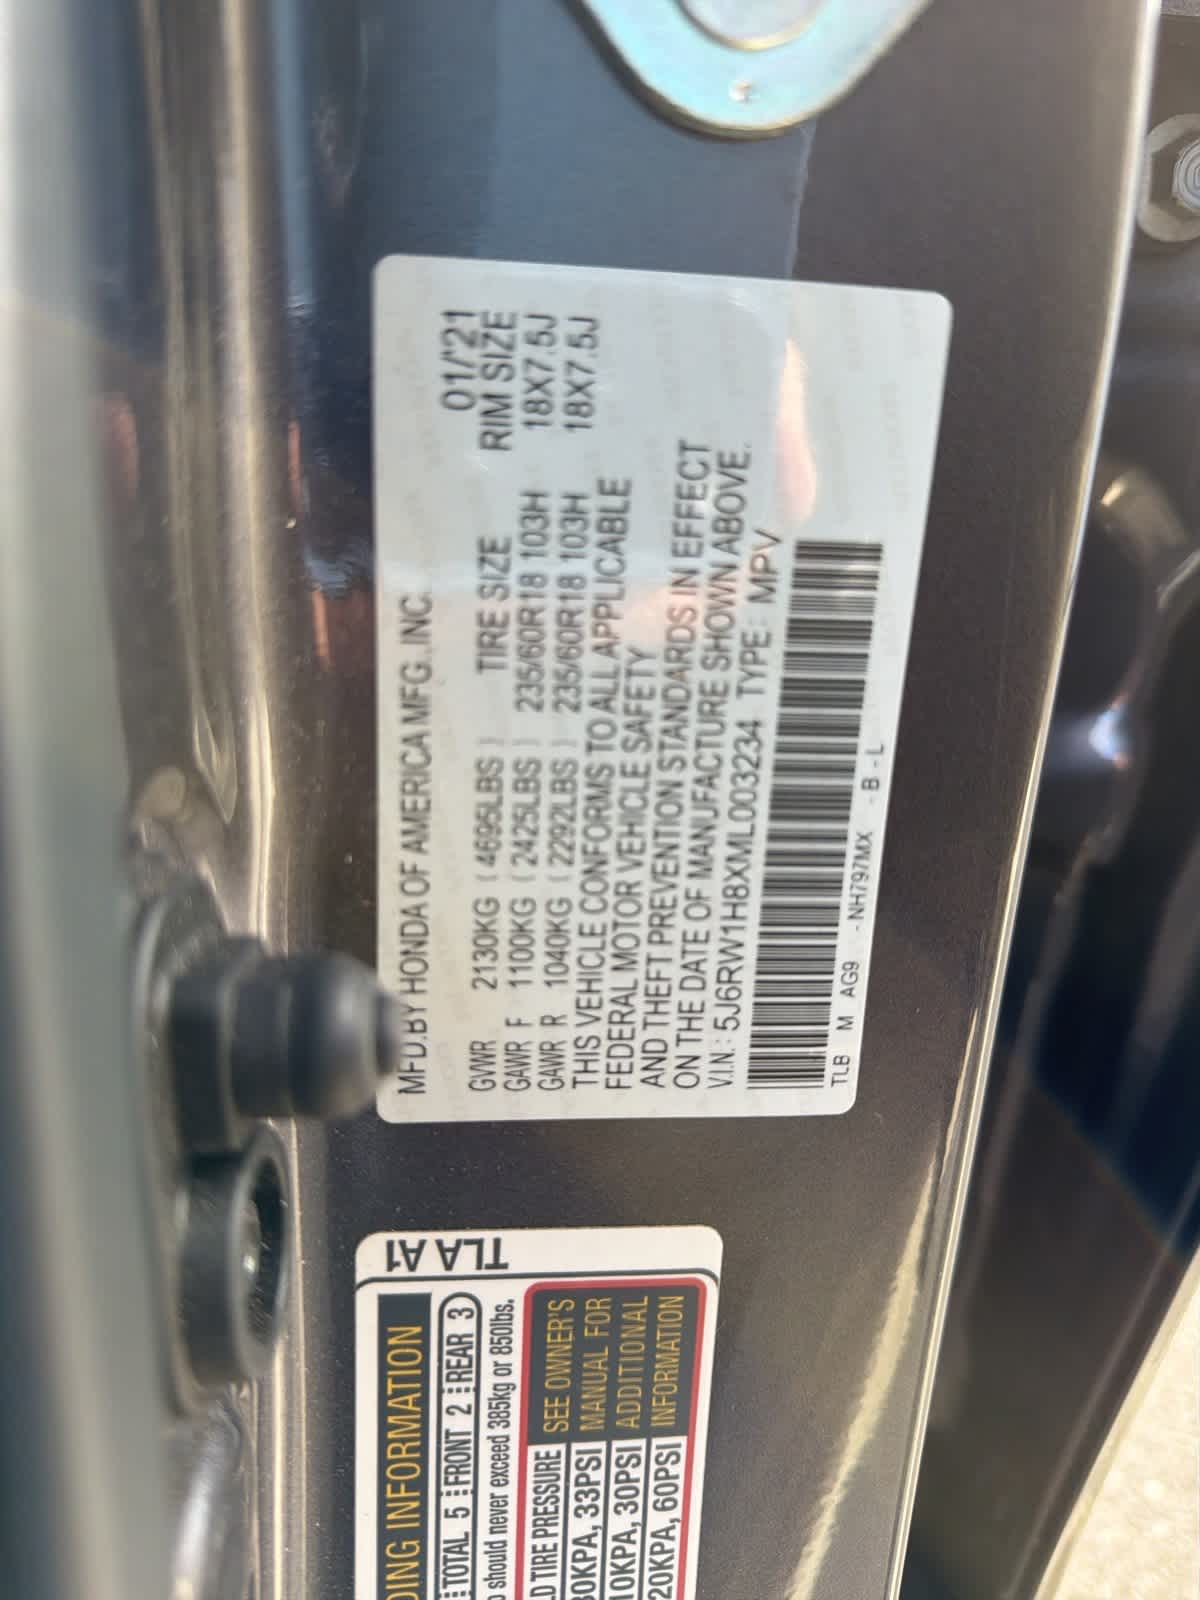 MFD.BY HONDA OF AMERICA MFG.,INC. 01/'21
GVWR 2130KG ( 4695LBS ) TIRE SIZE RIM SIZE
GAWR F 1100KG ( 2425LBS ) 235/60R18 103H 18X7.5J
GAWR R 1040KG ( 2292LBS ) 235/60R18 103H 18X7.5J
THIS VEHICLE CONFORMS TO ALL APPLICABLE
FEDERAL MOTOR VEHICLE SAFETY
AND THEFT PREVENTION STANDARDS IN EFFECT
ON THE DATE OF MANUFACTURE SHOWN ABOVE.
V.I.N.: 5J6RW1H8XML003234 TYPE: MPV
TLB M AG9 -NH797MX -B-L
TLA A1
INFORMATION
TOTAL 5 FRONT 2 REAR 3
should never exceed 385kg or 850lbs.
TIRE PRESSURE
33PSI
30PSI
60PSI
SEE OWNER'S
MANUAL FOR
ADDITIONAL
INFORMATION